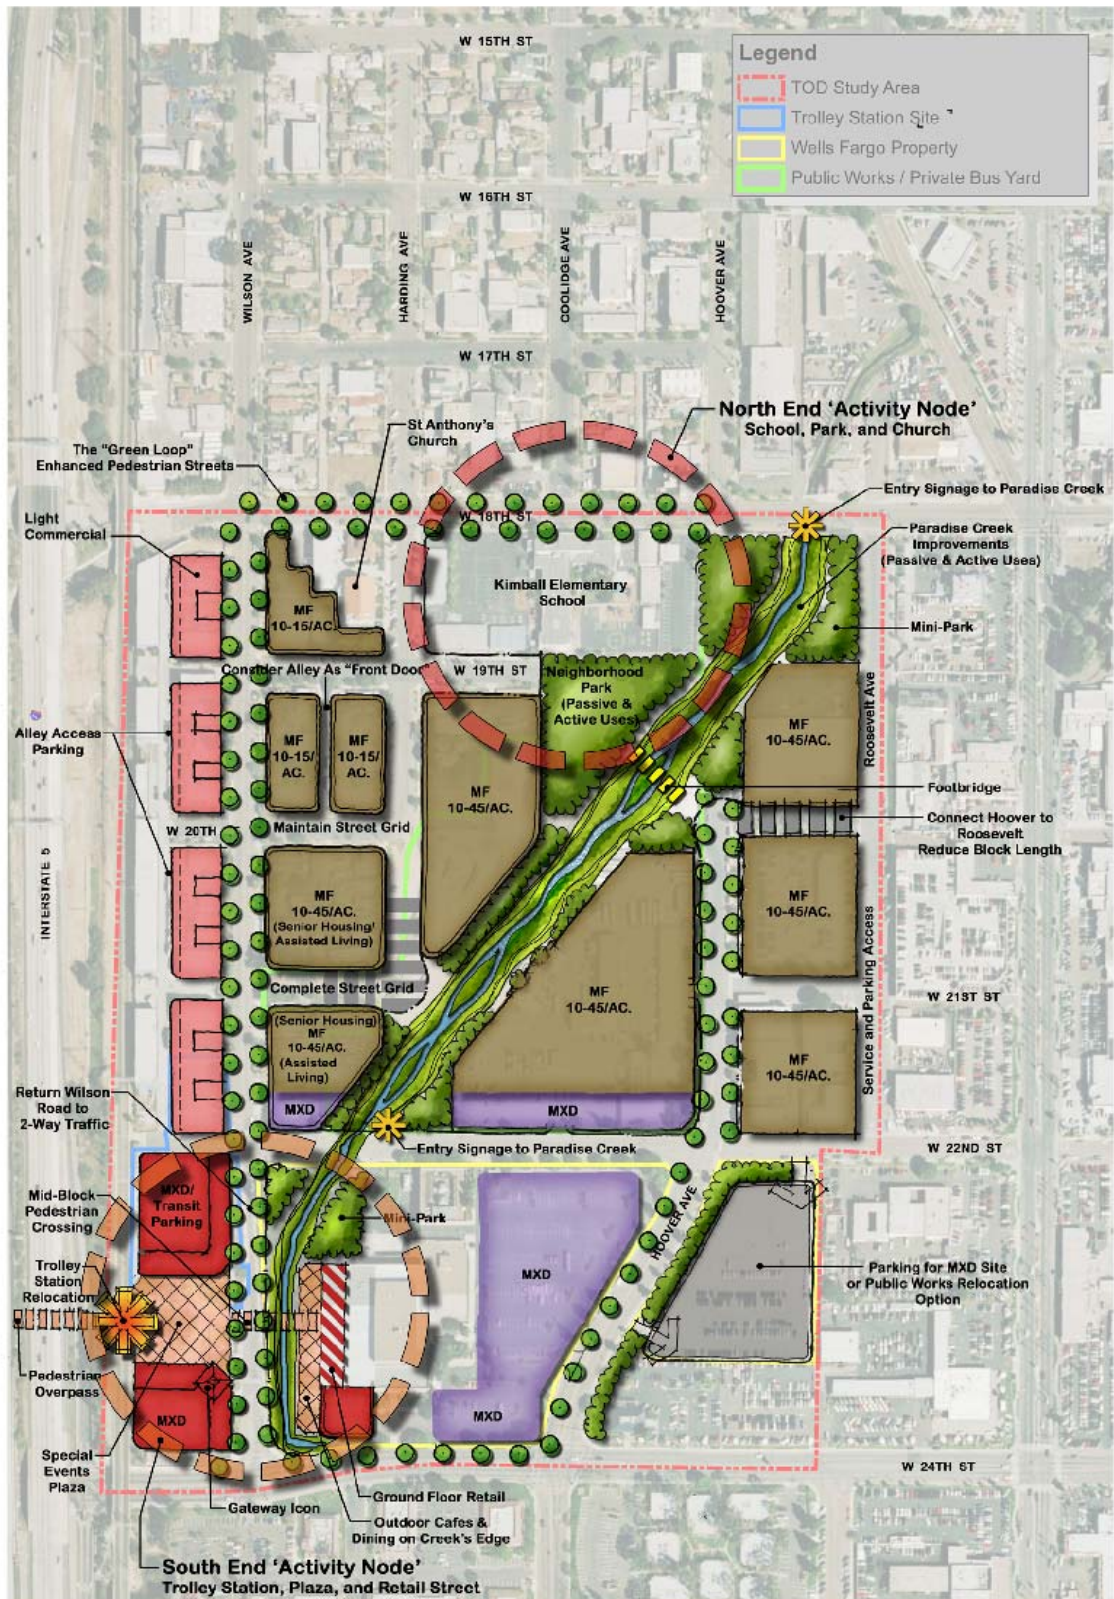 W 15TH ST
Legend
TOD Study Area
Trolley Station Site
Wells Fargo Property
Public Works / Private Bus Yard
W 16TH ST
WILSON AVE
HARDING AVE
COOLIDGE AVE
HOOVER AVE
W 17TH ST
North End ‘Activity Node’
School, Park, and Church
St Anthony's
Church
The "Green Loop"
Enhanced Pedestrian Streets
Entry Signage to Paradise Creek
Light
Commercial
W 18TH ST
Paradise Creek
Improvements
(Passive & Active Uses)
Kimball Elementary
School
MF
10-15/AC.
Mini-Park
Consider Alley As "Front Door"
W 19TH ST
Neighborhood
Park
(Passive &
Active Uses)
Roosevelt Ave
MF
10-45/AC.
Alley Access
Parking
MF
10-15/
AC.
MF
10-15/
AC.
MF
10-45/AC.
Footbridge
W 20TH
Maintain Street Grid
Connect Hoover to
Roosevelt
Reduce Block Length
INTERSTATE 5
MF
10-45/AC.
(Senior Housing/
Assisted Living)
MF
10-45/AC.
Service and Parking Access
Complete Street Grid
MF
10-45/AC.
W 21ST ST
(Senior Housing)
MF
10-45/AC.
(Assisted
Living)
MF
10-45/AC.
MXD
MXD
Return Wilson
Road to
2-Way Traffic
Entry Signage to Paradise Creek
W 22ND ST
MXD/
Transit
Parking
Mid-Block
Pedestrian
Crossing
Mini-Park
HOOVER AVE
MXD
Trolley
Station
Relocation
Parking for MXD Site
or Public Works Relocation
Option
Pedestrian
Overpass
MXD
MXD
Special
Events
Plaza
W 24TH ST
Gateway Icon
Ground Floor Retail
Outdoor Cafes &
Dining on Creek's Edge
South End ‘Activity Node’
Trolley Station, Plaza, and Retail Street